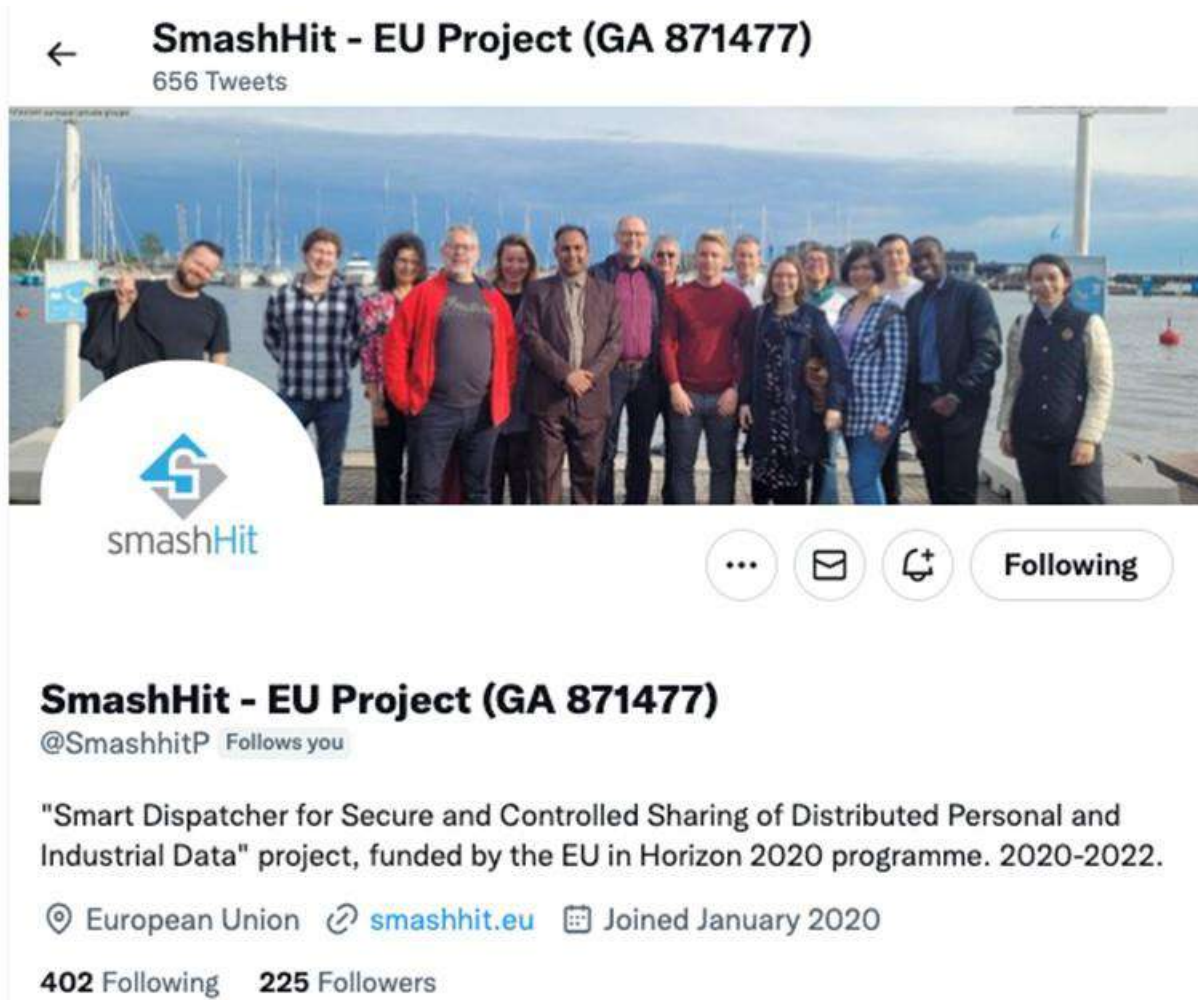 SmashHit - EU Project (GA 871477)
656 Tweets
smashHit
Following
SmashHit - EU Project (GA 871477)
@SmashhitP Follows you
"Smart Dispatcher for Secure and Controlled Sharing of Distributed Personal and
Industrial Data" project, funded by the EU in Horizon 2020 programme. 2020-2022.
European Union smashhit.eu Joined January 2020
402 Following 225 Followers